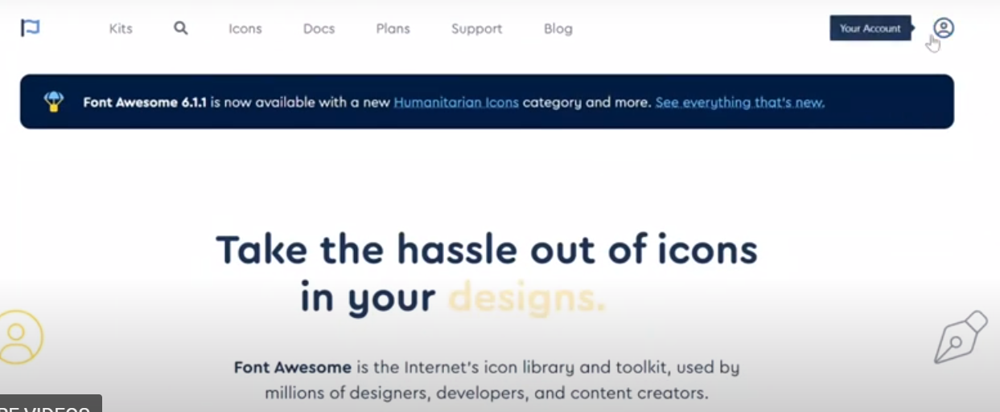 Kits Icons Docs Plans Support Blog Your Account
Font Awesome 6.1.1 is now available with a new Humanitarian Icons category and more. See everything that's new.
Take the hassle out of icons
in your designs.
Font Awesome is the Internet's icon library and toolkit, used by
millions of designers, developers, and content creators.
VIDEOS